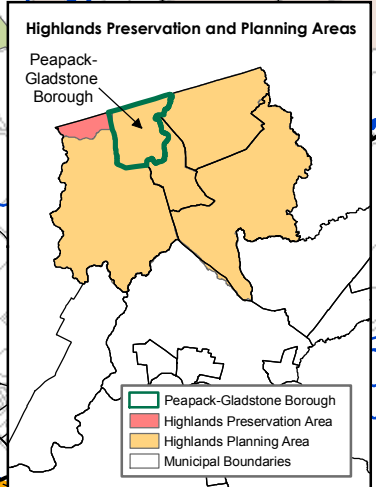 Highlands Preservation and Planning Areas
Peapack-
Gladstone
Borough
Peapack-Gladstone Borough
Highlands Preservation Area
Highlands Planning Area
Municipal Boundaries